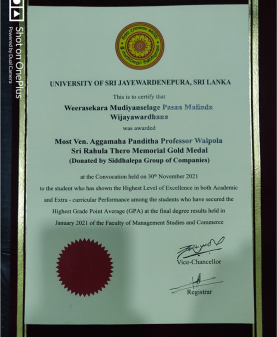 UNIVERSITY OF SRI JAYEWARDENEPURA, SRI LANKA
This is to certify that
Weerasekara Mudiyanselage Pasan Malinda
Wijayawardhana
was awarded
Most Ven. Aggamaha Panditha Professor Walpola
Sri Rahula Thero Memorial Gold Medal
(Donated by Siddhalepa Group of Companies)
at the Convocation held on 30th November 2021
to the student who has shown the Highest Level of Excellence in both Academic
and Extra - curricular Performance among the students who have secured the
Highest Grade Point Average (GPA) at the final degree results held in
January 2021 of the Faculty of Management Studies and Commerce
Vice-Chancellor
Registrar
Shot on OnePlus
Powered by Dual Camera